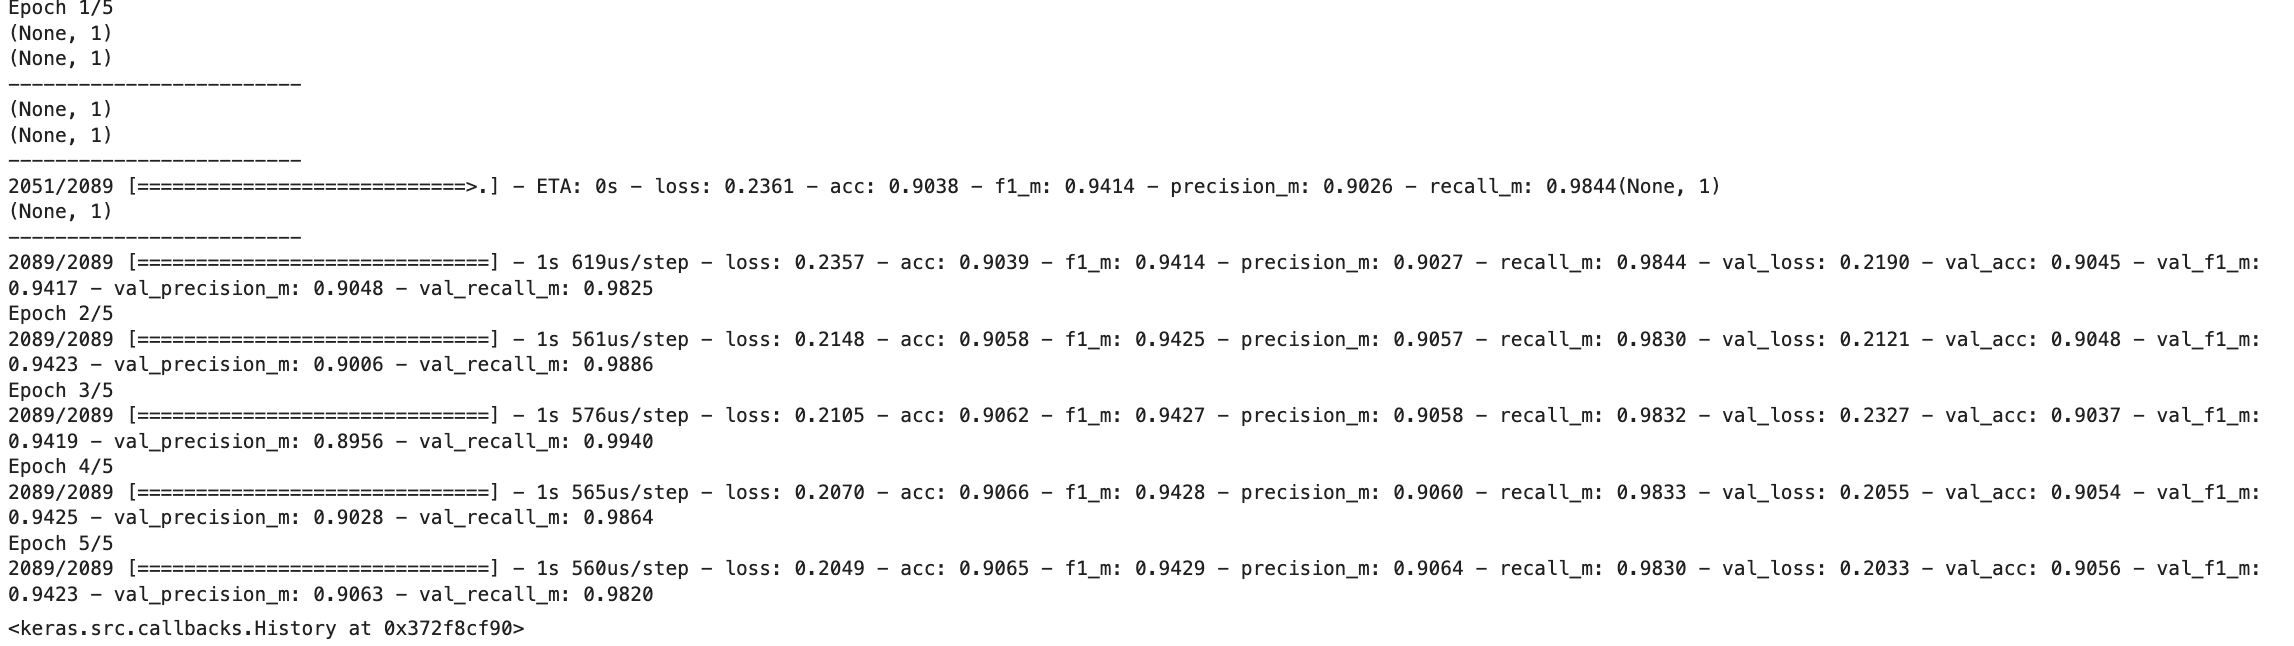 Epoch 1/5
(None, 1)
(None, 1)
-------------------------
(None, 1)
(None, 1)
-------------------------
2051/2089 [============================>.] - ETA: 0s - loss: 0.2361 - acc: 0.9038 - f1_m: 0.9414 - precision_m: 0.9026 - recall_m: 0.9844(None, 1)
(None, 1)
-------------------------
2089/2089 [==============================] - 1s 619us/step - loss: 0.2357 - acc: 0.9039 - f1_m: 0.9414 - precision_m: 0.9027 - recall_m: 0.9844 - val_loss: 0.2190 - val_acc: 0.9045 - val_f1_m:
0.9417 - val_precision_m: 0.9048 - val_recall_m: 0.9825
Epoch 2/5
2089/2089 [==============================] - 1s 561us/step - loss: 0.2148 - acc: 0.9058 - f1_m: 0.9425 - precision_m: 0.9057 - recall_m: 0.9830 - val_loss: 0.2121 - val_acc: 0.9048 - val_f1_m:
0.9423 - val_precision_m: 0.9006 - val_recall_m: 0.9886
Epoch 3/5
2089/2089 [==============================] - 1s 576us/step - loss: 0.2105 - acc: 0.9062 - f1_m: 0.9427 - precision_m: 0.9058 - recall_m: 0.9832 - val_loss: 0.2327 - val_acc: 0.9037 - val_f1_m:
0.9419 - val_precision_m: 0.8956 - val_recall_m: 0.9940
Epoch 4/5
2089/2089 [==============================] - 1s 565us/step - loss: 0.2070 - acc: 0.9066 - f1_m: 0.9428 - precision_m: 0.9060 - recall_m: 0.9833 - val_loss: 0.2055 - val_acc: 0.9054 - val_f1_m:
0.9425 - val_precision_m: 0.9028 - val_recall_m: 0.9864
Epoch 5/5
2089/2089 [==============================] - 1s 560us/step - loss: 0.2049 - acc: 0.9065 - f1_m: 0.9429 - precision_m: 0.9064 - recall_m: 0.9830 - val_loss: 0.2033 - val_acc: 0.9056 - val_f1_m:
0.9423 - val_precision_m: 0.9063 - val_recall_m: 0.9820
<keras.src.callbacks.History at 0x372f8cf90>